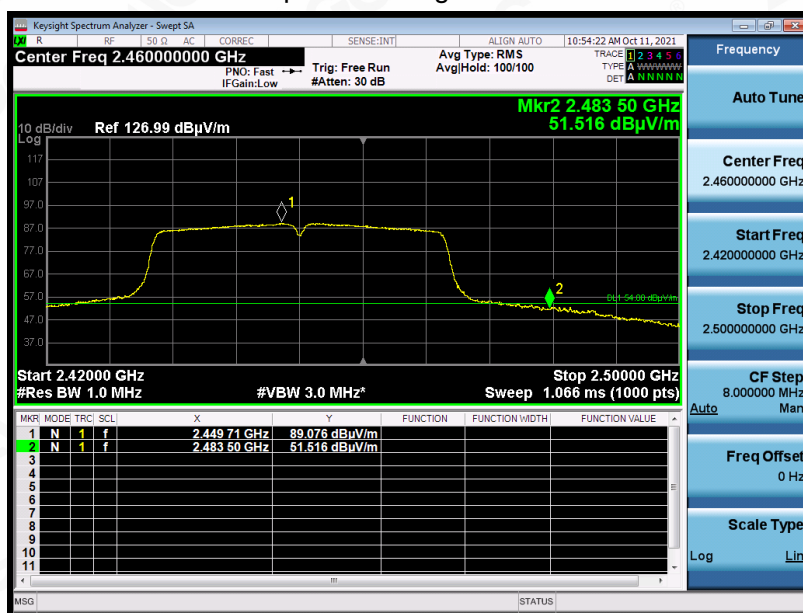 Keysight Spectrum Analyzer - Swept SA
LXI R RF 50 Ω AC CORREC SENSE:INT ALIGN AUTO 10:54:22 AM Oct 11, 2021
Center Freq 2.460000000 GHz
PNO: Fast
IFGain:Low
Trig: Free Run
#Atten: 30 dB
Avg Type: RMS
Avg|Hold: 100/100
TRACE 1 2 3 4 5 6
TYPE A WWWWW
DET A N N N N N
Mkr2 2.483 50 GHz
51.516 dBµV/m
10 dB/div Ref 126.99 dBµV/m
Log
117
107
97.0
87.0
77.0
67.0
57.0
47.0
37.0
1
2
DL1 54.00 dBµV/m
Start 2.42000 GHz Stop 2.50000 GHz
#Res BW 1.0 MHz #VBW 3.0 MHz* Sweep 1.066 ms (1000 pts)
MKR MODE TRC SCL X Y FUNCTION FUNCTION WIDTH FUNCTION VALUE
1 N 1 f 2.449 71 GHz 89.076 dBµV/m
2 N 1 f 2.483 50 GHz 51.516 dBµV/m
3
4
5
6
7
8
9
10
11
MSG STATUS
Frequency
Auto Tune
Center Freq
2.460000000 GHz
Start Freq
2.420000000 GHz
Stop Freq
2.500000000 GHz
CF Step
8.000000 MHz
Auto Man
Freq Offset
0 Hz
Scale Type
Log Lin